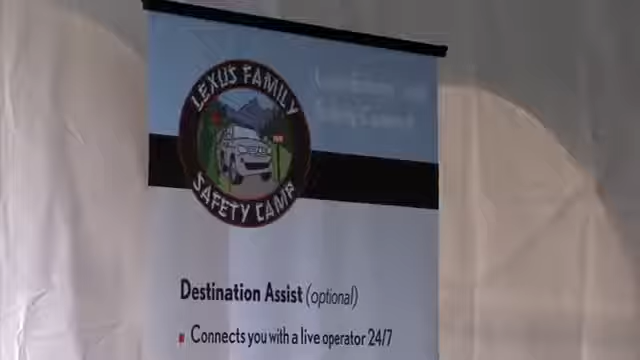 LEXUS FAMILY
SAFETY CAMP
Destination Assist (optional)
Connects you with a live operator 24/7